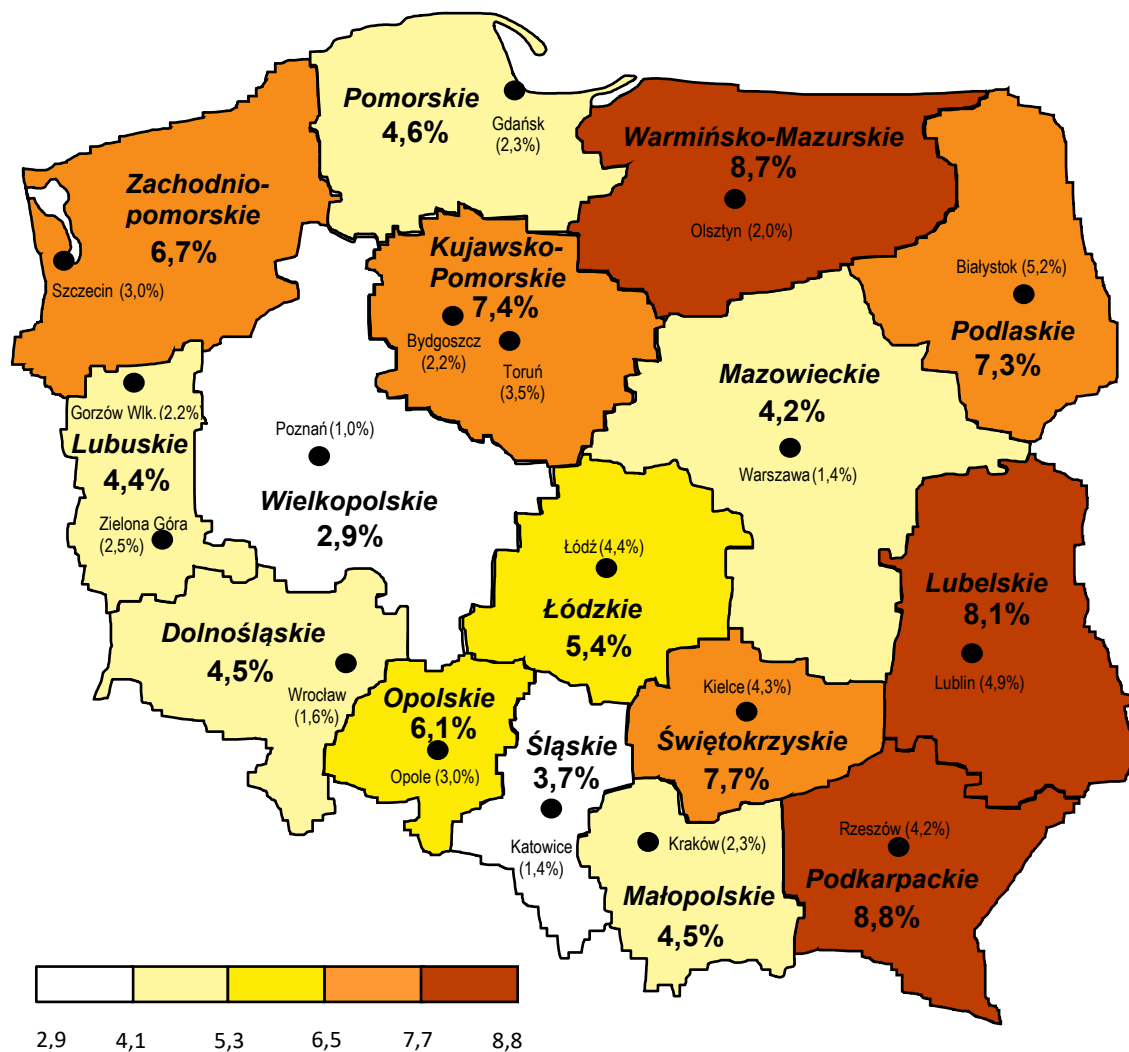 Pomorskie
4,6%
Gdańsk
(2,3%)
Warmińsko-Mazurskie
8,7%
Olsztyn (2,0%)
Zachodnio-
pomorskie
6,7%
Szczecin (3,0%)
Kujawsko-
Pomorskie
7,4%
Bydgoszcz
(2,2%)
Toruń
(3,5%)
Białystok (5,2%)
Podlaskie
7,3%
Mazowieckie
4,2%
Warszawa (1,4%)
Gorzów Wlk. (2,2%
Lubuskie
4,4%
Zielona Góra
(2,5%)
Poznań (1,0%)
Wielkopolskie
2,9%
Łódź (4,4%)
Łódzkie
5,4%
Lubelskie
8,1%
Lublin (4,9%)
Dolnośląskie
4,5%
Wrocław
(1,6%)
Opolskie
6,1%
Opole (3,0%)
Śląskie
3,7%
Katowice
(1,4%)
Kielce (4,3%)
Świętokrzyskie
7,7%
Kraków (2,3%)
Małopolskie
4,5%
Rzeszów (4,2%)
Podkarpackie
8,8%
2,9 4,1 5,3 6,5 7,7 8,8